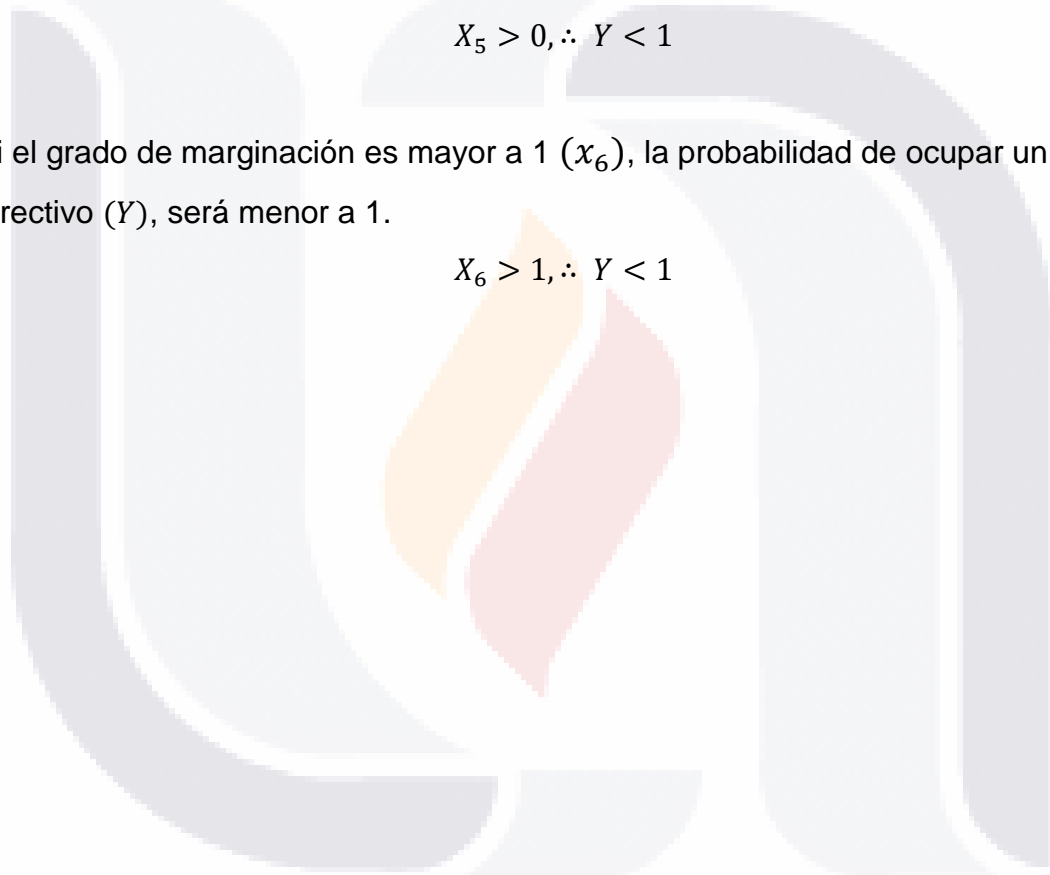 X₅ > 0, ∴ Y < 1
i el grado de marginación es mayor a 1 (x₆), la probabilidad de ocupar un
rectivo (Y), será menor a 1.
X₆ > 1, ∴ Y < 1